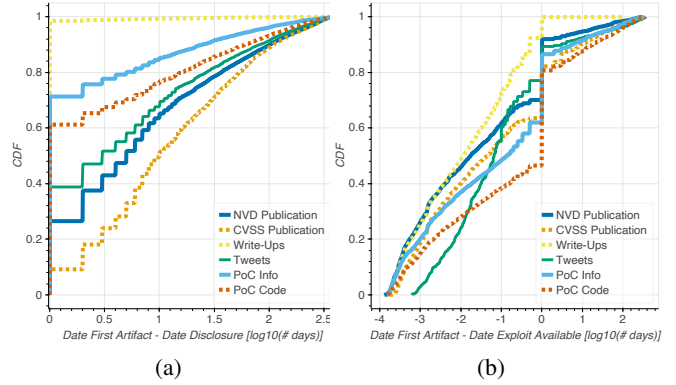 1
0.8
0.6
0.4
0.2
0
CDF
NVD Publication
CVSS Publication
Write-Ups
Tweets
PoC Info
PoC Code
0 0.5 1 1.5 2 2.5
Date First Artifact - Date Disclosure [log10(# days)]
(a)
1
0.8
0.6
0.4
0.2
0
CDF
NVD Publication
CVSS Publication
Write-Ups
Tweets
PoC Info
PoC Code
-4 -3 -2 -1 0 1 2
Date First Artifact - Date Exploit Available [log10(# days)]
(b)